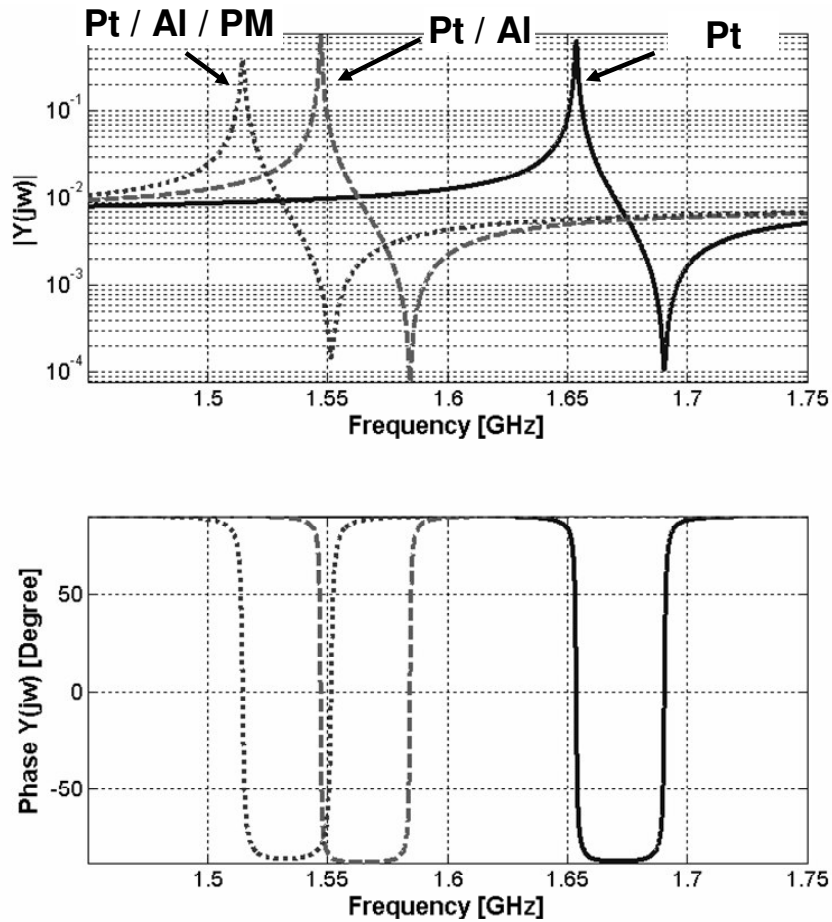 Pt / Al / PM
Pt / Al
Pt
|Y(jw)|
10^-1
10^-2
10^-3
10^-4
1.5
1.55
1.6
1.65
1.7
1.75
Frequency [GHz]
Phase Y(jw) [Degree]
50
0
-50
1.5
1.55
1.6
1.65
1.7
1.75
Frequency [GHz]